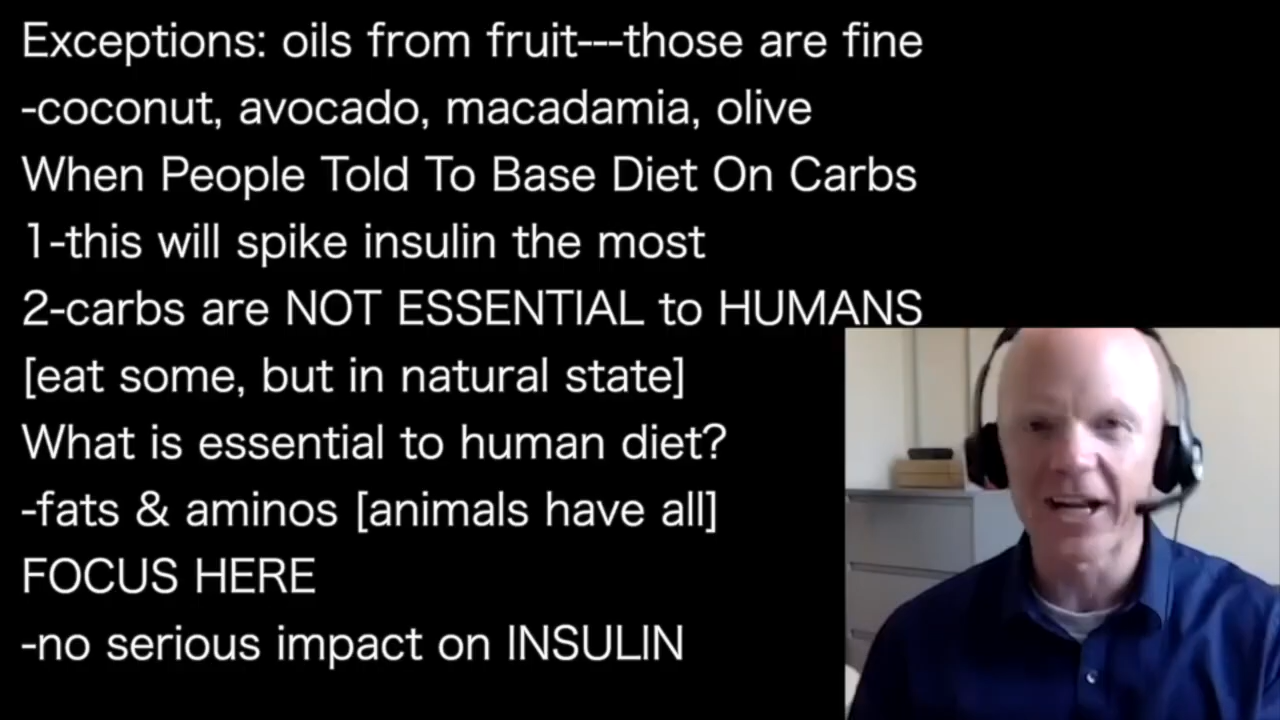 Exceptions: oils from fruit---those are fine
-coconut, avocado, macadamia, olive
When People Told To Base Diet On Carbs
1-this will spike insulin the most
2-carbs are NOT ESSENTIAL to HUMANS
[eat some, but in natural state]
What is essential to human diet?
-fats & aminos [animals have all]
FOCUS HERE
-no serious impact on INSULIN